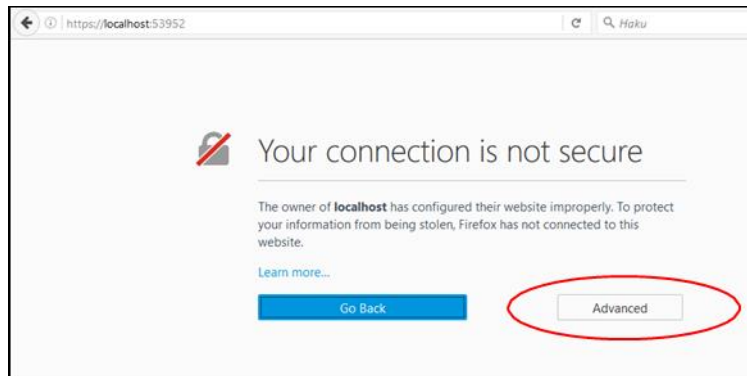 https://localhost:53952
Haku
Your connection is not secure
The owner of localhost has configured their website improperly. To protect
your information from being stolen, Firefox has not connected to this
website.
Learn more...
Go Back
Advanced